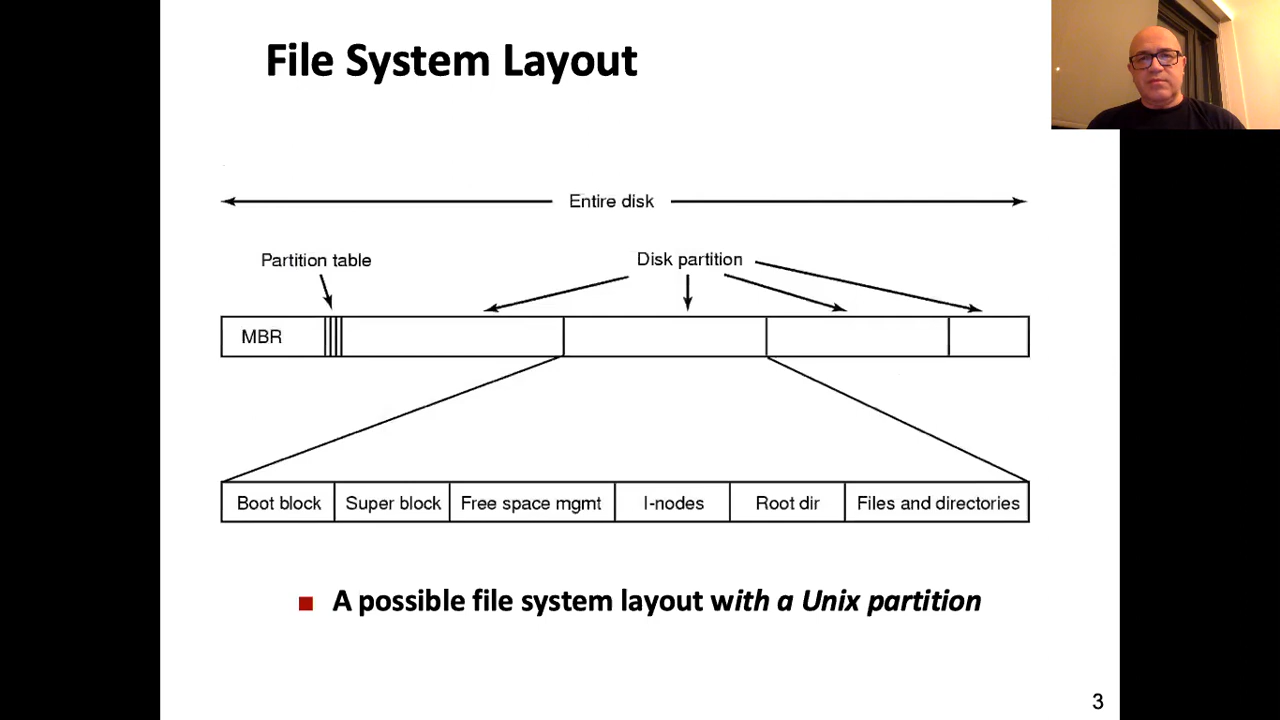 File System Layout
Entire disk
Partition table
Disk partition
MBR
Boot block
Super block
Free space mgmt
I-nodes
Root dir
Files and directories
A possible file system layout with a Unix partition
3